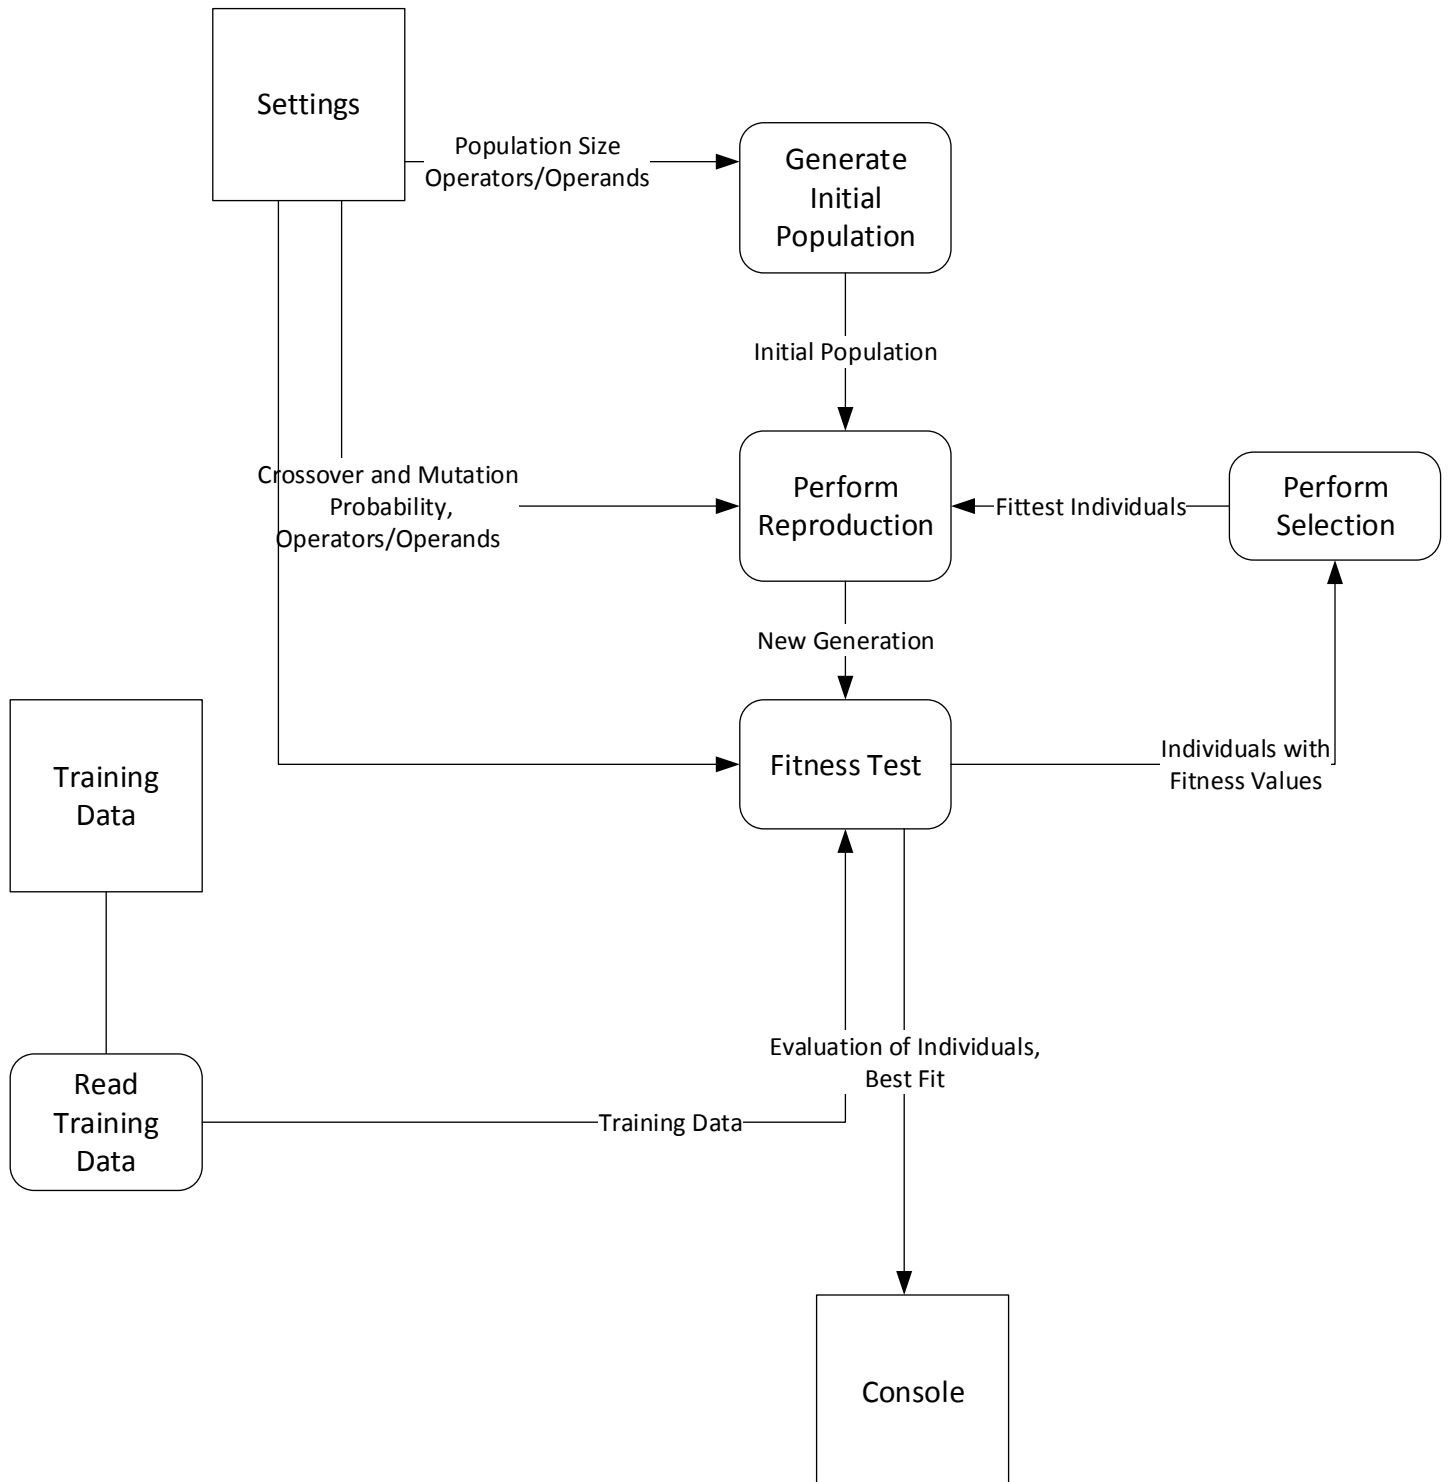 Settings
Population Size
Operators/Operands
Generate
Initial
Population
Initial Population
Crossover and Mutation
Probability,
Operators/Operands
Perform
Reproduction
Fittest Individuals
Perform
Selection
New Generation
Training
Data
Fitness Test
Individuals with
Fitness Values
Read
Training
Data
Training Data
Evaluation of Individuals,
Best Fit
Console